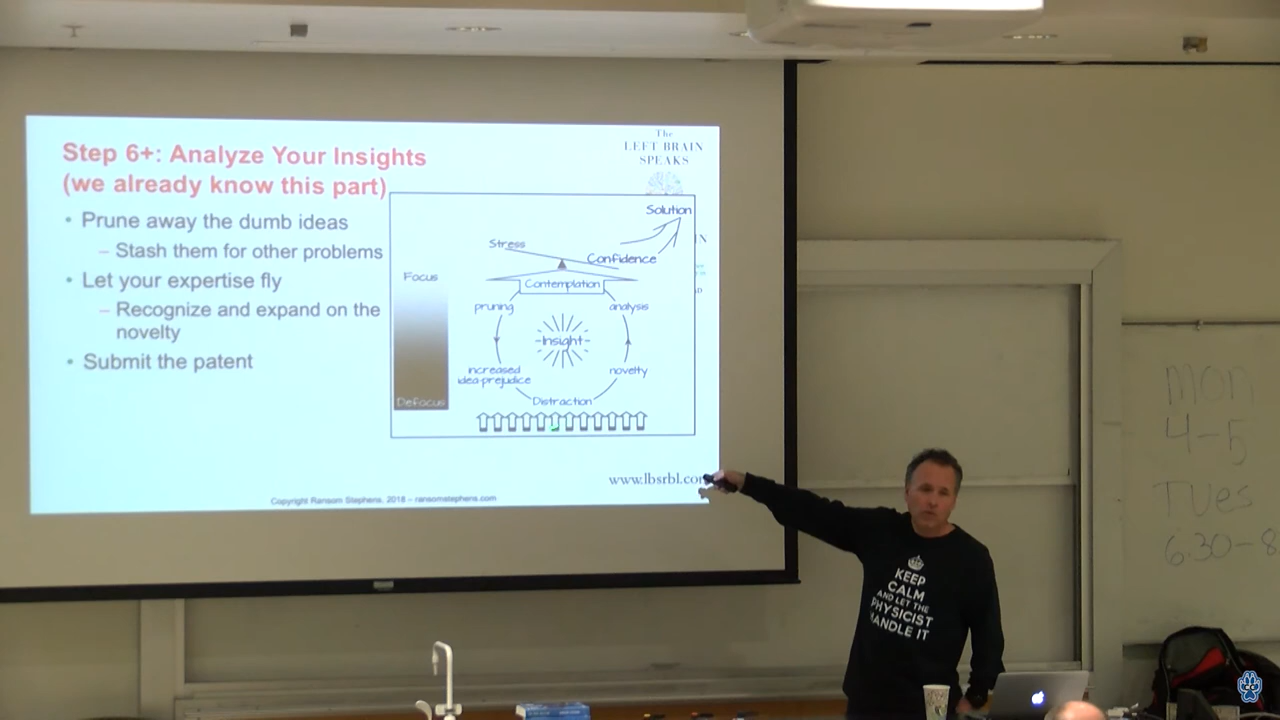 Step 6+: Analyze Your Insights
(we already know this part)
• Prune away the dumb ideas
– Stash them for other problems
• Let your expertise fly
– Recognize and expand on the
novelty
• Submit the patent
The
LEFT BRAIN
SPEAKS
Solution
Stress
Confidence
Focus
Contemplation
pruning
analysis
-Insight-
increased
idea-prejudice
novelty
Distraction
Defocus
www.lbsrbl.com
Copyright Ransom Stephens, 2018 – ransomstephens.com
KEEP
CALM
AND LET THE
PHYSICIST
HANDLE IT
mon
4-5
TUes
6.30-8